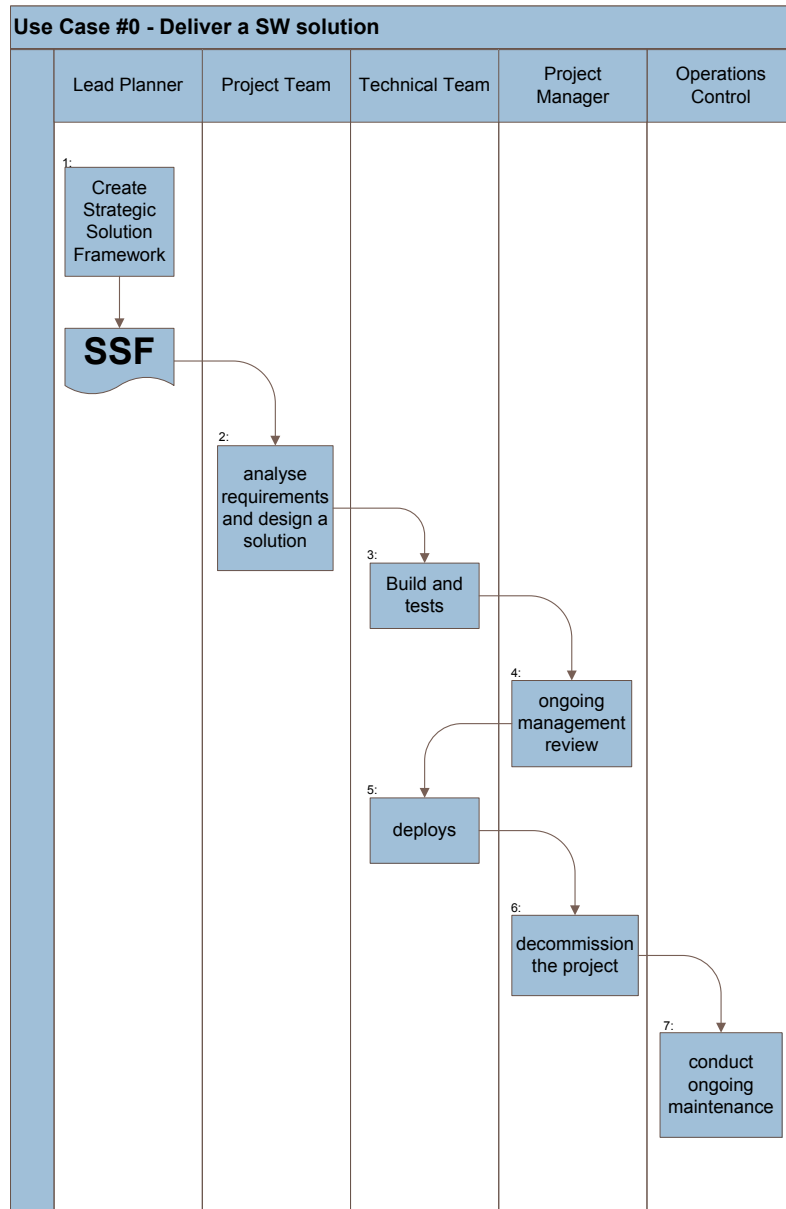 Use Case #0 - Deliver a SW solution
Lead Planner
Project Team
Technical Team
Project
Manager
Operations
Control
1:
Create
Strategic
Solution
Framework
SSF
2:
analyse
requirements
and design a
solution
3:
Build and
tests
4:
ongoing
management
review
5:
deploys
6:
decommission
the project
7:
conduct
ongoing
maintenance